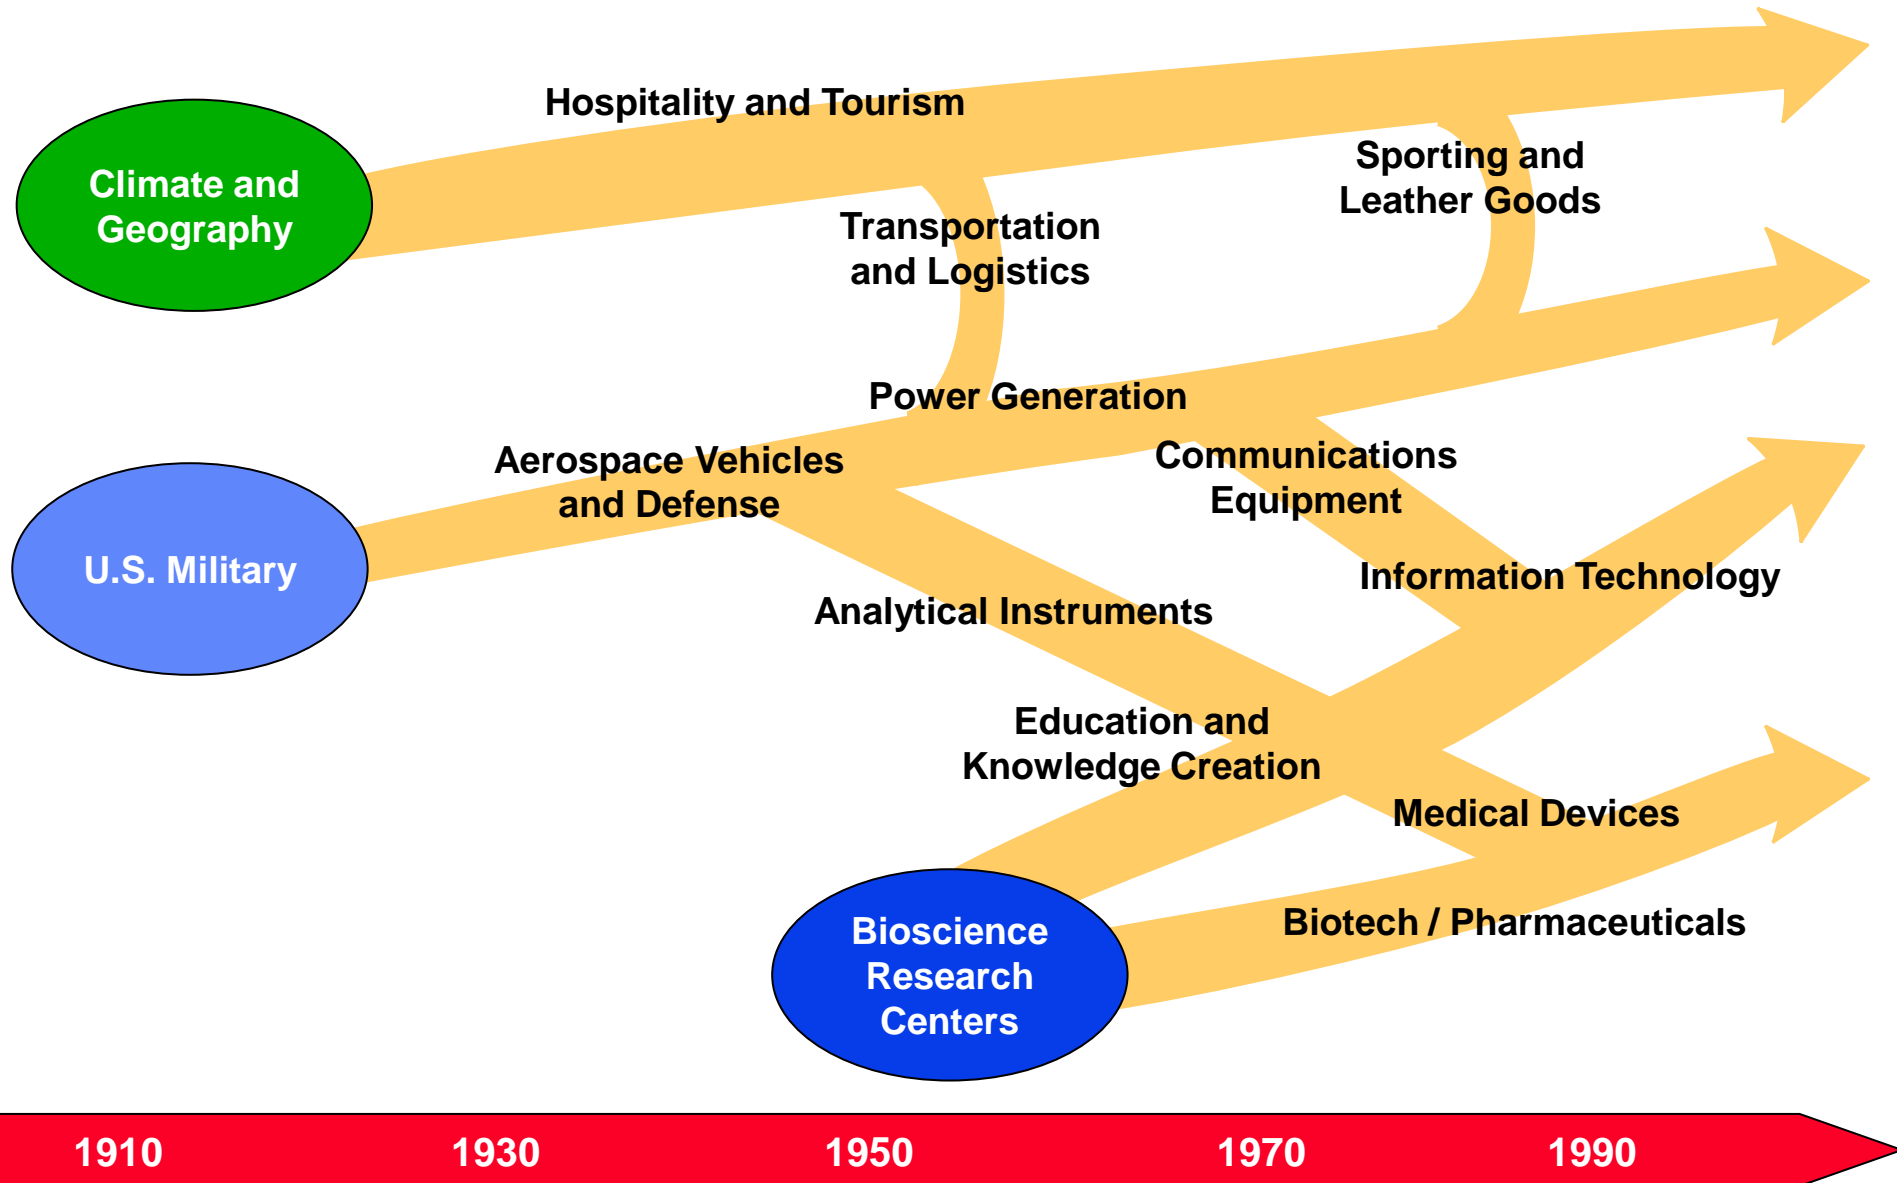 Hospitality and Tourism
Climate and
Geography
Sporting and
Leather Goods
Transportation
and Logistics
Power Generation
Aerospace Vehicles
and Defense
Communications
Equipment
U.S. Military
Information Technology
Analytical Instruments
Education and
Knowledge Creation
Medical Devices
Biotech / Pharmaceuticals
Bioscience
Research
Centers
1910 1930 1950 1970 1990